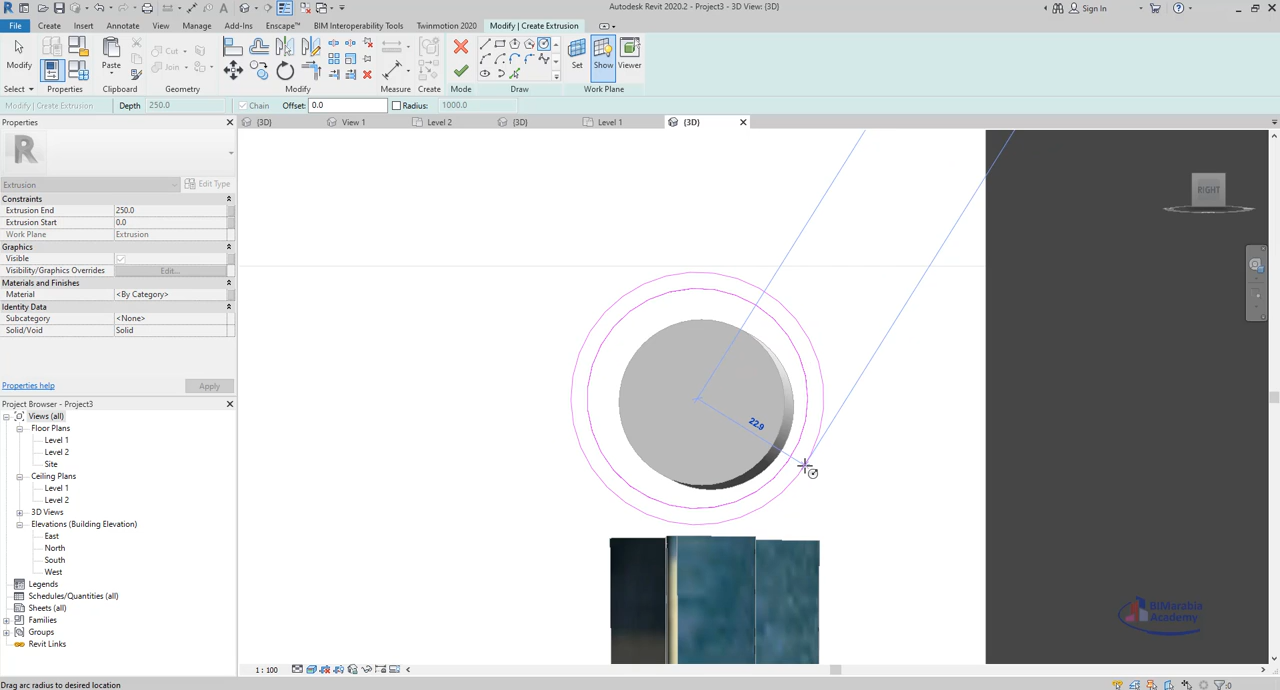 Autodesk Revit 2020.2 - 3D View: {3D}
Sign In
File Create Insert Annotate View Manage Add-Ins Enscape™ BIM Interoperability Tools Twinmotion 2020 Modify | Create Extrusion
Modify Paste Cut Join Set Show Viewer
Select Properties Clipboard Geometry Modify Measure Create Mode Draw Work Plane
Modify | Create Extrusion Depth 250.0 Chain Offset: 0.0 Radius: 1000.0
Properties
{3D} View 1 Level 2 {3D} Level 1 {3D}
Extrusion Edit Type
Constraints
Extrusion End 250.0
Extrusion Start 0.0
Work Plane Extrusion
Graphics
Visible
Visibility/Graphics Overrides Edit...
Materials and Finishes
Material <By Category>
Identity Data
Subcategory <None>
Solid/Void Solid
Properties help Apply
Project Browser - Project3
Views (all)
Floor Plans
Level 1
Level 2
Site
Ceiling Plans
Level 1
Level 2
3D Views
Elevations (Building Elevation)
East
North
South
West
Legends
Schedules/Quantities (all)
Sheets (all)
Families
Groups
Revit Links
RIGHT
22.9
BIMarabia
Academy
1 : 100
Drag arc radius to desired location
:0